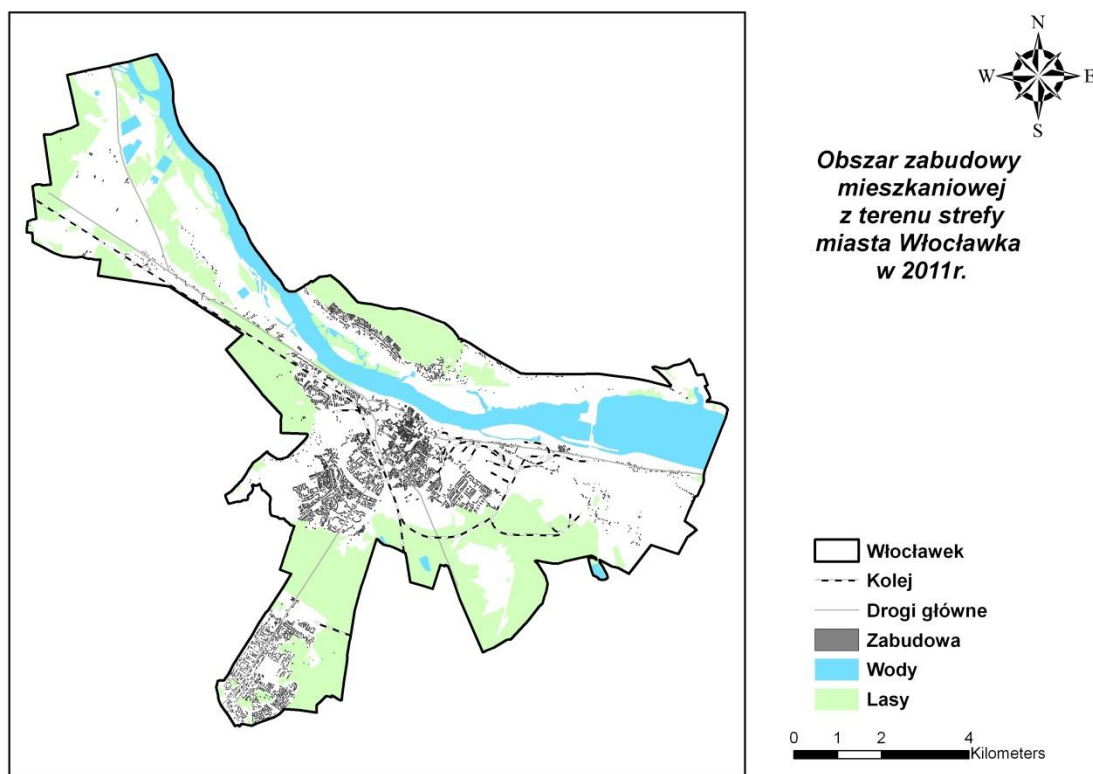 N
W E
S
Obszar zabudowy
mieszkaniowej
z terenu strefy
miasta Włocławka
w 2011r.
Włocławek
Kolej
Drogi główne
Zabudowa
Wody
Lasy
0 1 2 4
Kilometers